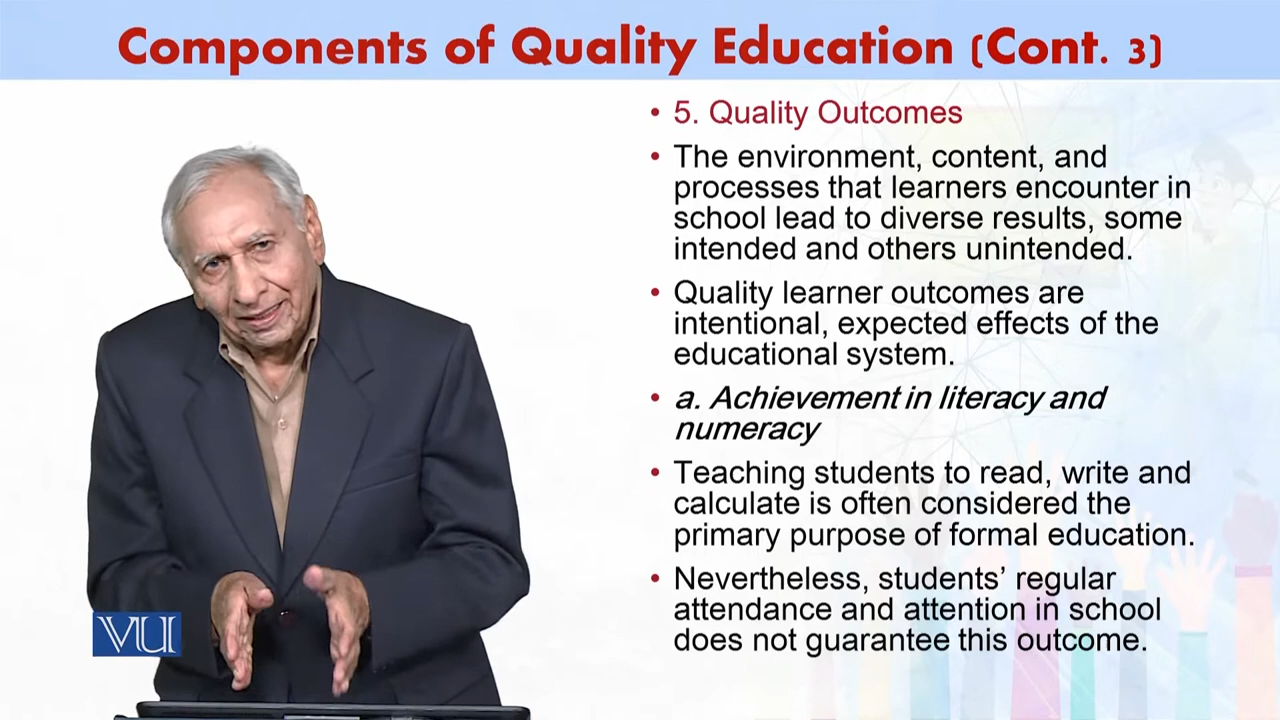 Components of Quality Education (Cont. 3)
• 5. Quality Outcomes
• The environment, content, and
processes that learners encounter in
school lead to diverse results, some
intended and others unintended.
• Quality learner outcomes are
intentional, expected effects of the
educational system.
• a. Achievement in literacy and
numeracy
• Teaching students to read, write and
calculate is often considered the
primary purpose of formal education.
• Nevertheless, students’ regular
attendance and attention in school
does not guarantee this outcome.
VU